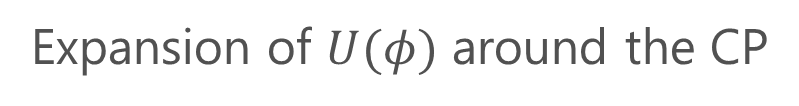 Expansion of 𝑈(𝜙) around the CP